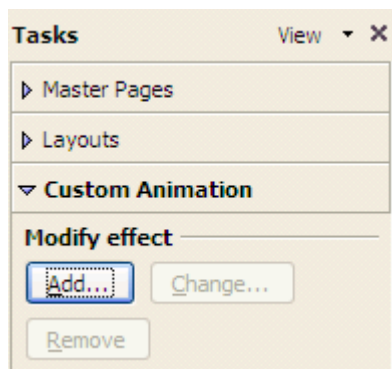 Tasks View
Master Pages
Layouts
Custom Animation
Modify effect
Add... Change...
Remove